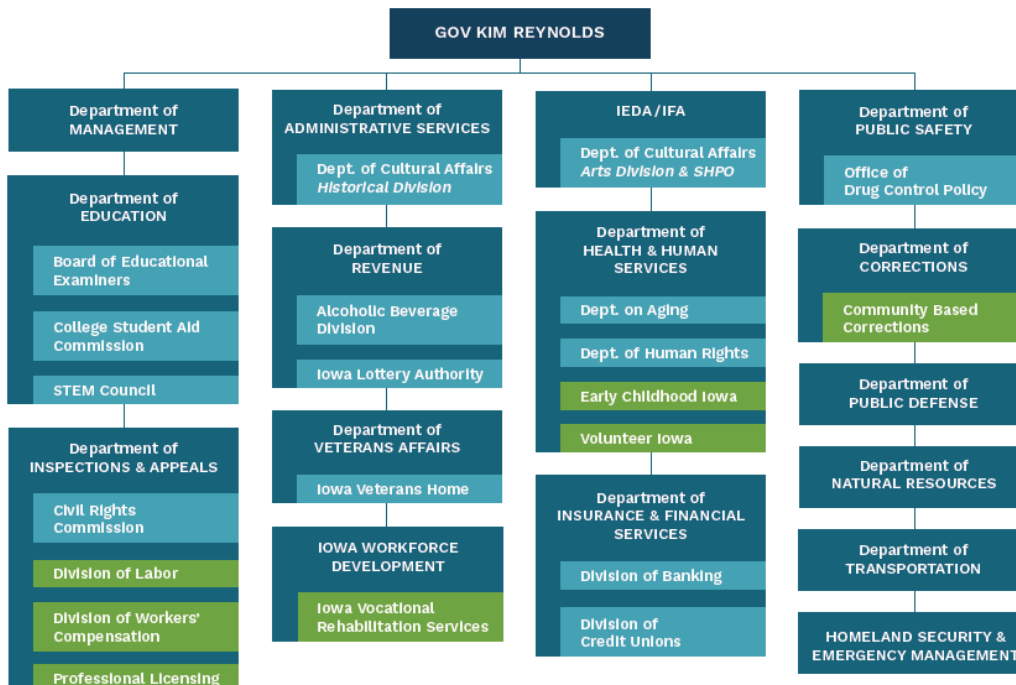 GOV KIM REYNOLDS
Department of
MANAGEMENT
Department of
EDUCATION
Board of Educational
Examiners
College Student Aid
Commission
STEM Council
Department of
INSPECTIONS & APPEALS
Civil Rights
Commission
Division of Labor
Division of Workers'
Compensation
Professional Licensing
Department of
ADMINISTRATIVE SERVICES
Dept. of Cultural Affairs
Historical Division
Department of
REVENUE
Alcoholic Beverage
Division
Iowa Lottery Authority
Department of
VETERANS AFFAIRS
Iowa Veterans Home
IOWA WORKFORCE
DEVELOPMENT
Iowa Vocational
Rehabilitation Services
IEDA/IFA
Dept. of Cultural Affairs
Arts Division & SHPO
Department of
HEALTH & HUMAN
SERVICES
Dept. on Aging
Dept. of Human Rights
Early Childhood Iowa
Volunteer Iowa
Department of
INSURANCE & FINANCIAL
SERVICES
Division of Banking
Division of
Credit Unions
Department of
PUBLIC SAFETY
Office of
Drug Control Policy
Department of
CORRECTIONS
Community Based
Corrections
Department of
PUBLIC DEFENSE
Department of
NATURAL RESOURCES
Department of
TRANSPORTATION
HOMELAND SECURITY &
EMERGENCY MANAGEMENT